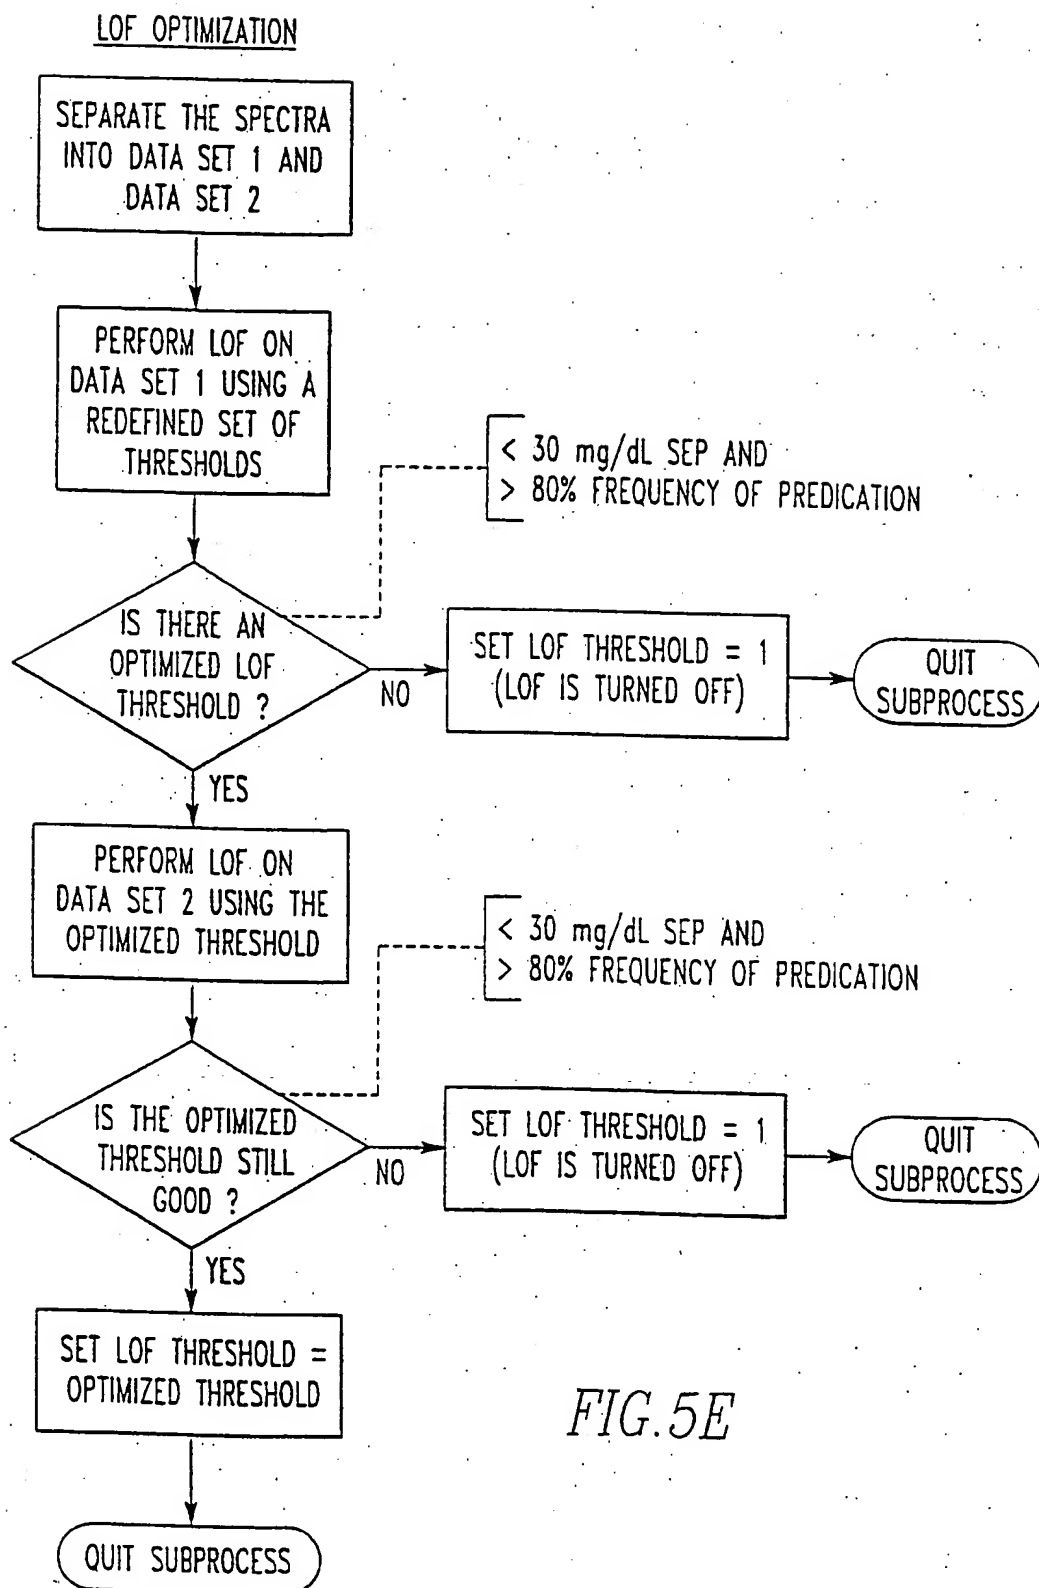 LOF OPTIMIZATION
SEPARATE THE SPECTRA
INTO DATA SET 1 AND
DATA SET 2
PERFORM LOF ON
DATA SET 1 USING A
REDEFINED SET OF
THRESHOLDS
< 30 mg/dL SEP AND
> 80% FREQUENCY OF PREDICATION
IS THERE AN
OPTIMIZED LOF
THRESHOLD ?
NO
SET LOF THRESHOLD = 1
(LOF IS TURNED OFF)
QUIT
SUBPROCESS
YES
PERFORM LOF ON
DATA SET 2 USING THE
OPTIMIZED THRESHOLD
< 30 mg/dL SEP AND
> 80% FREQUENCY OF PREDICATION
IS THE OPTIMIZED
THRESHOLD STILL
GOOD ?
NO
SET LOF THRESHOLD = 1
(LOF IS TURNED OFF)
QUIT
SUBPROCESS
YES
SET LOF THRESHOLD =
OPTIMIZED THRESHOLD
QUIT SUBPROCESS
FIG.5E